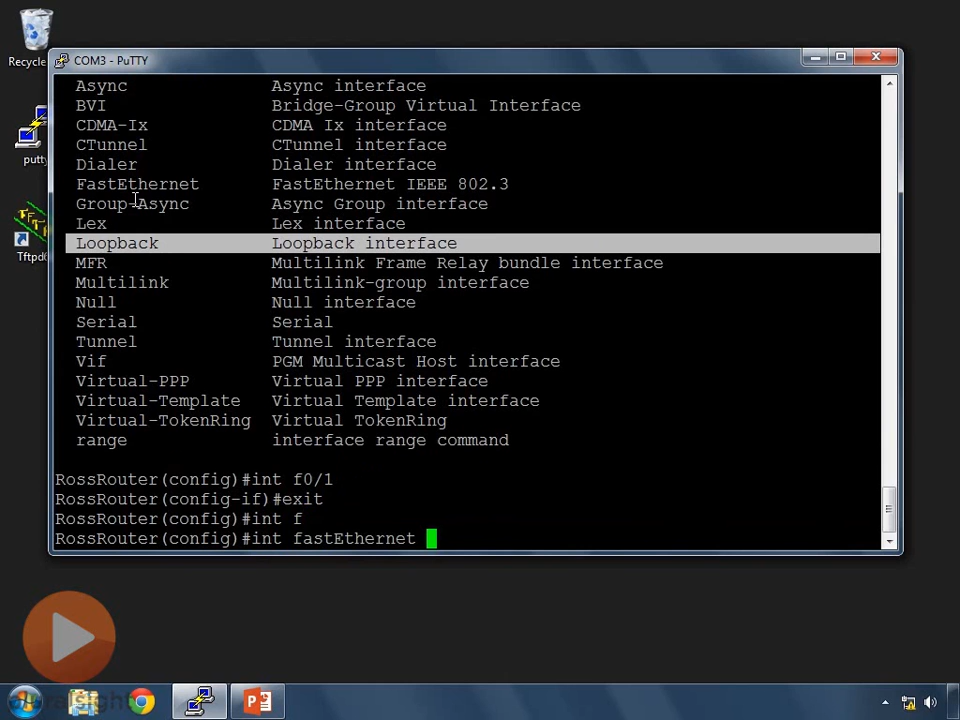 Recycle
COM3 - PuTTY
Async Async interface
BVI Bridge-Group Virtual Interface
CDMA-Ix CDMA Ix interface
CTunnel CTunnel interface
Dialer Dialer interface
FastEthernet FastEthernet IEEE 802.3
Group-Async Async Group interface
Lex Lex interface
Loopback Loopback interface
MFR Multilink Frame Relay bundle interface
Multilink Multilink-group interface
Null Null interface
Serial Serial
Tunnel Tunnel interface
Vif PGM Multicast Host interface
Virtual-PPP Virtual PPP interface
Virtual-Template Virtual Template interface
Virtual-TokenRing Virtual TokenRing
range interface range command
RossRouter(config)#int f0/1
RossRouter(config-if)#exit
RossRouter(config)#int f
RossRouter(config)#int fastEthernet
putty
Tftpd
pluralsight